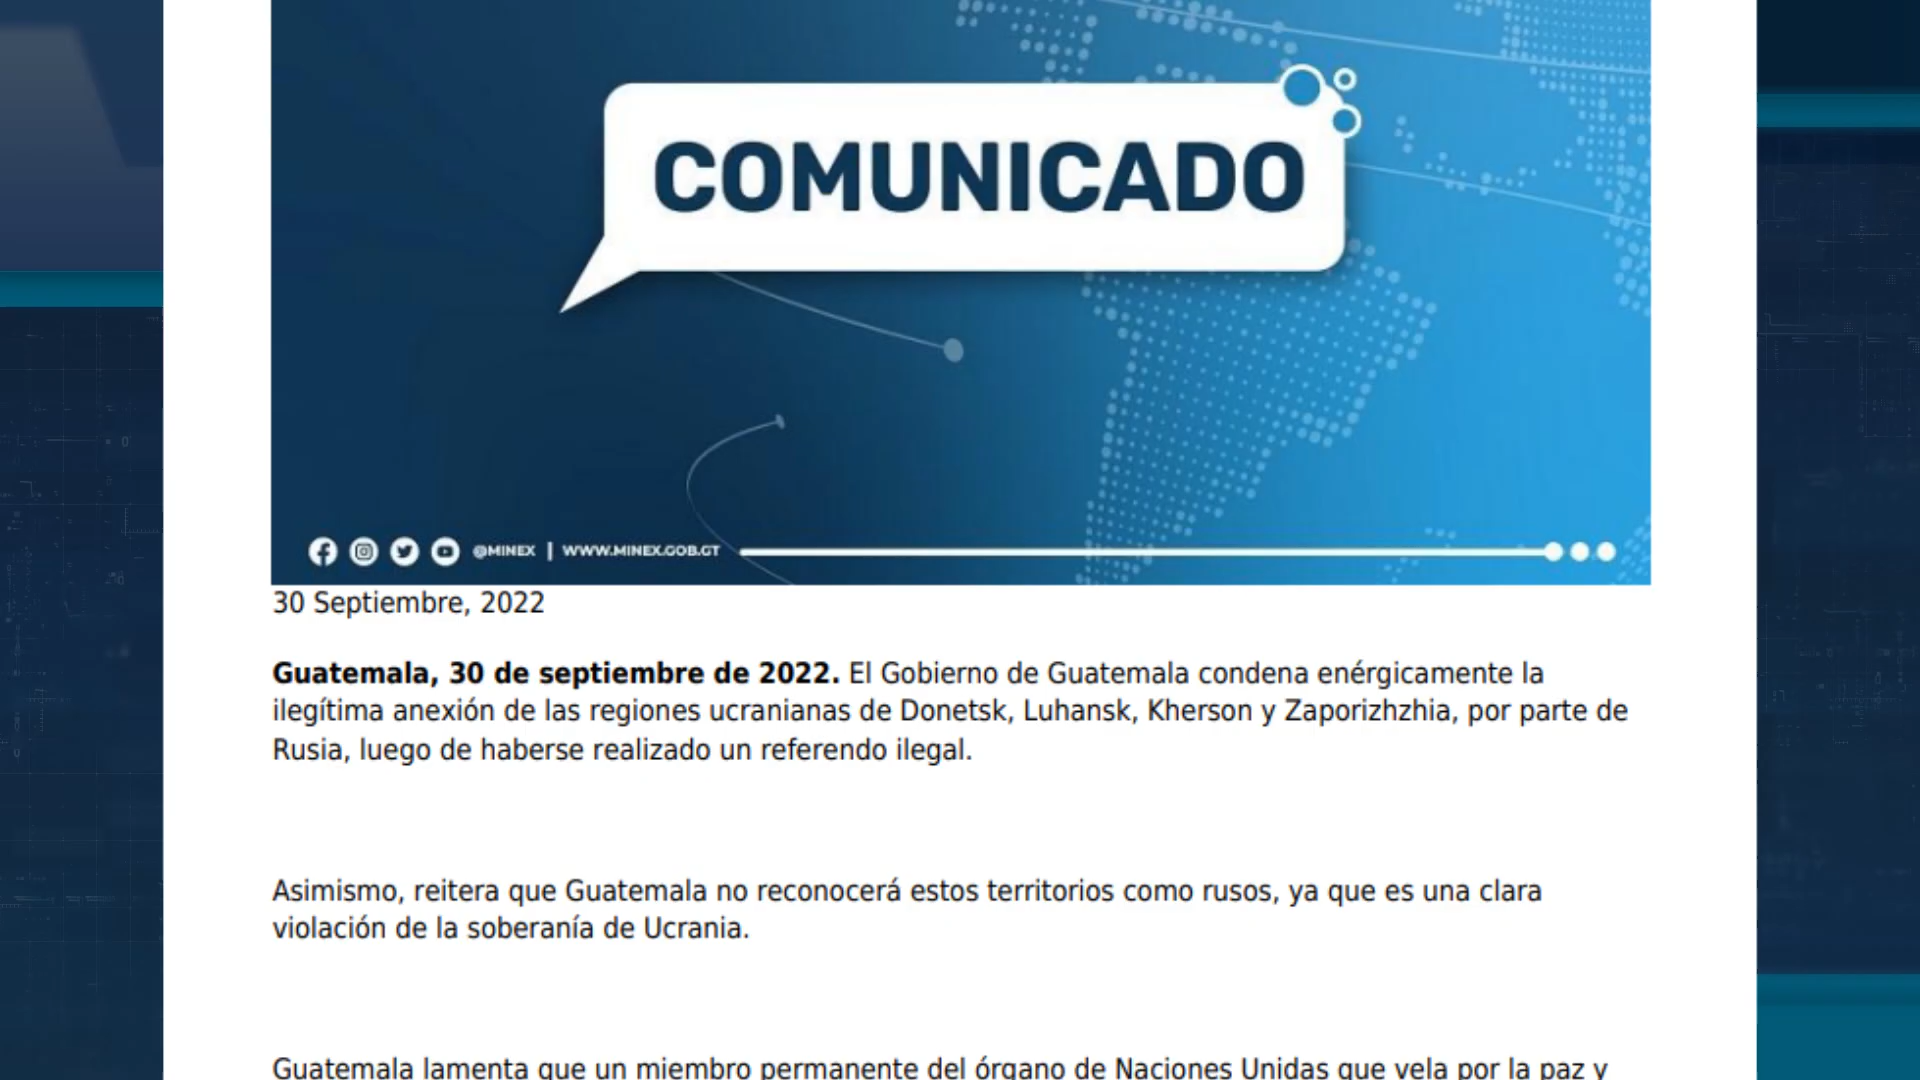 COMUNICADO
@MINEX | WWW.MINEX.GOB.GT
30 Septiembre, 2022
Guatemala, 30 de septiembre de 2022. El Gobierno de Guatemala condena enérgicamente la
ilegítima anexión de las regiones ucranianas de Donetsk, Luhansk, Kherson y Zaporizhzhia, por parte de
Rusia, luego de haberse realizado un referendo ilegal.
Asimismo, reitera que Guatemala no reconocerá estos territorios como rusos, ya que es una clara
violación de la soberanía de Ucrania.
Guatemala lamenta que un miembro permanente del órgano de Naciones Unidas que vela por la paz y